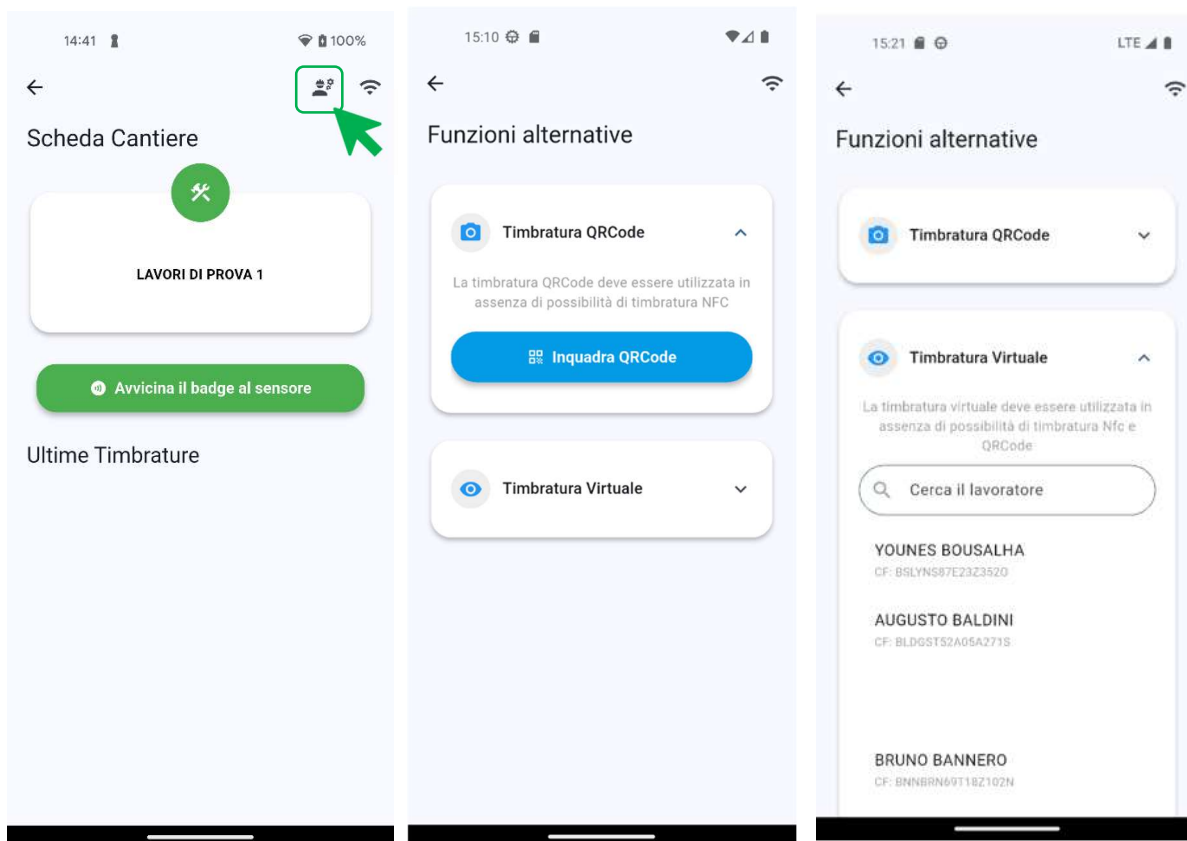 14:41
100%
Scheda Cantiere
LAVORI DI PROVA 1
Avvicina il badge al sensore
Ultime Timbrature
15:10
Funzioni alternative
Timbratura QRCode
La timbratura QRCode deve essere utilizzata in
assenza di possibilità di timbratura NFC
Inquadra QRCode
Timbratura Virtuale
15:21
LTE
Funzioni alternative
Timbratura QRCode
Timbratura Virtuale
La timbratura virtuale deve essere utilizzata in
assenza di possibilità di timbratura Nfc e
QRCode
Cerca il lavoratore
YOUNES BOUSALHA
CF: BSLYNS87E23Z352O
AUGUSTO BALDINI
CF: BLDGST52A05A271S
BRUNO BANNERO
CF: BNNBRN69T18Z102N